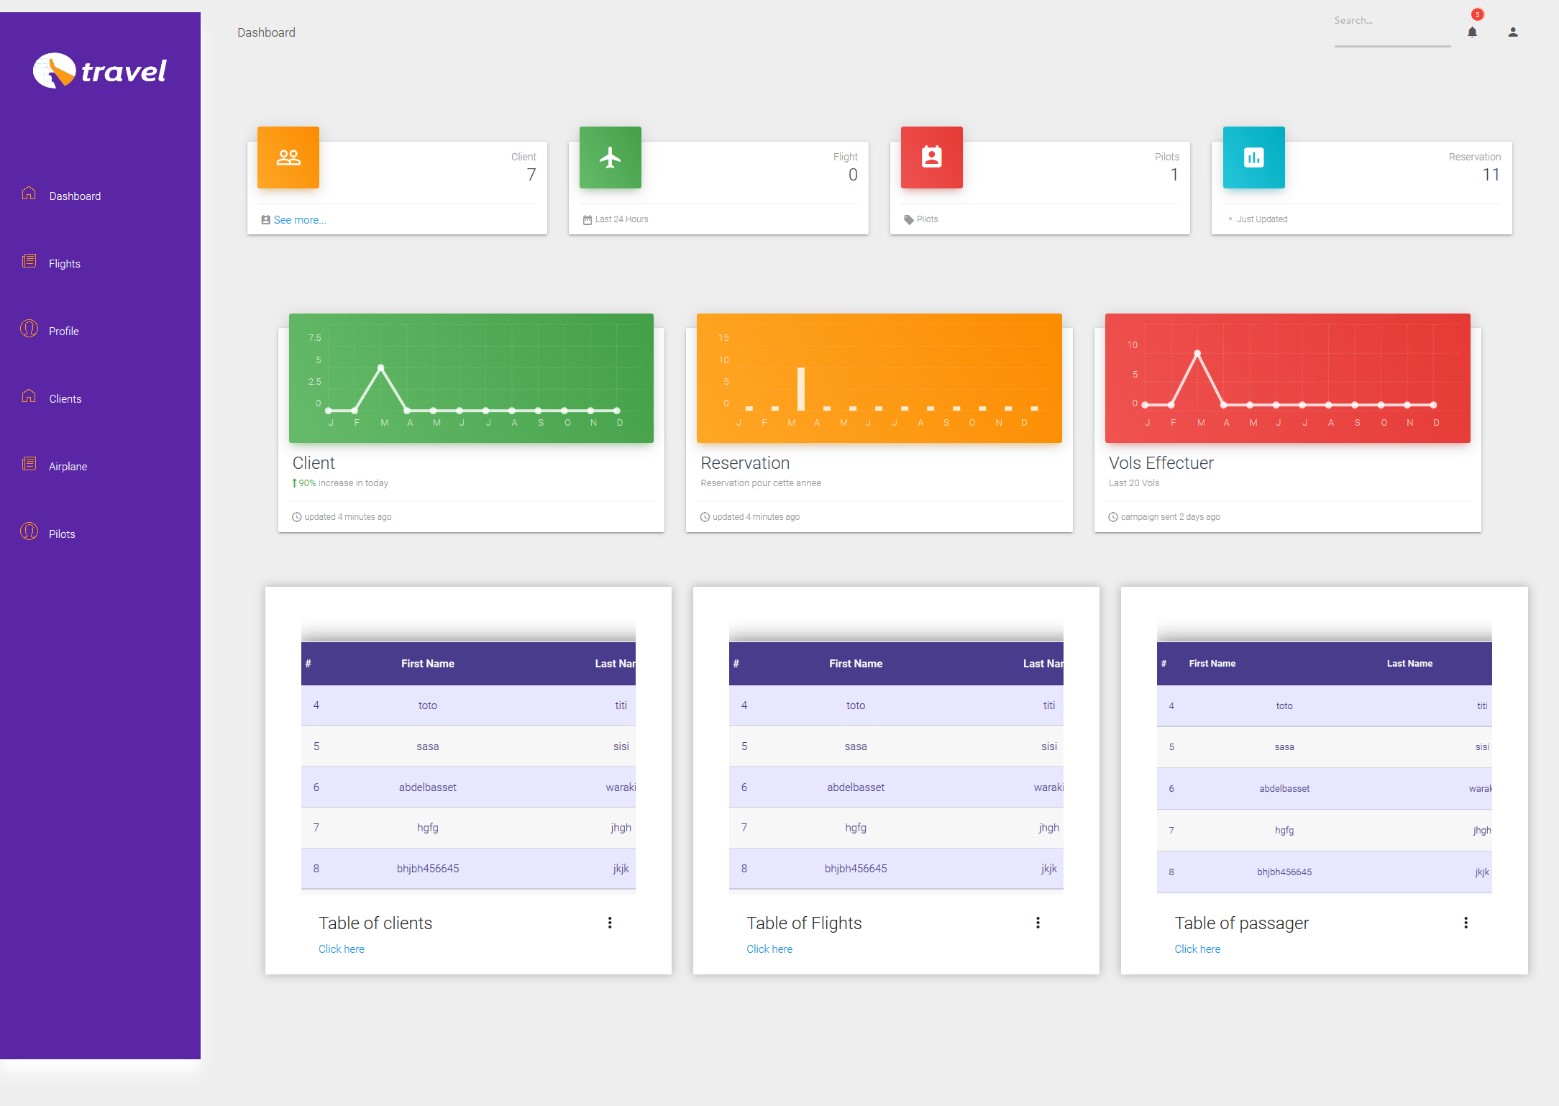 travel
Dashboard
Flights
Profile
Clients
Airplane
Pilots
Dashboard
Search...
5
Client
7
See more...
Flight
0
Last 24 Hours
Pilots
1
Pilots
Reservation
11
Just Updated
7.5
5
2.5
0
J F M A M J J A S O N D
Client
90% increase in today
updated 4 minutes ago
15
10
5
0
J F M A M J J A S O N D
Reservation
Reservation pour cette annee
updated 4 minutes ago
10
5
0
J F M A M J J A S O N D
Vols Effectuer
Last 20 Vols
campaign sent 2 days ago
# First Name Last Nar
4 toto titi
5 sasa sisi
6 abdelbasset waraki
7 hgfg jhgh
8 bhjbh456645 jkjk
Table of clients
Click here
# First Name Last Nar
4 toto titi
5 sasa sisi
6 abdelbasset waraki
7 hgfg jhgh
8 bhjbh456645 jkjk
Table of Flights
Click here
# First Name Last Name
4 toto titi
5 sasa sisi
6 abdelbasset warak
7 hgfg jhgh
8 bhjbh456645 jkjk
Table of passager
Click here